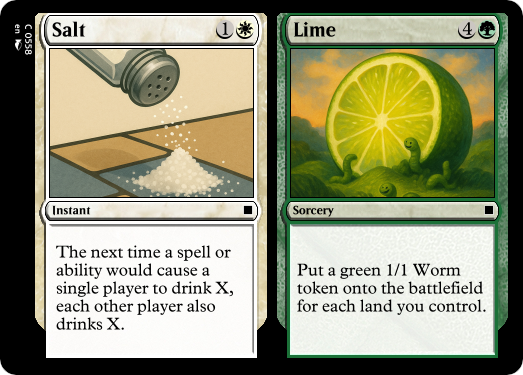 Salt 1
Instant
The next time a spell or
ability would cause a
single player to drink X,
each other player also
drinks X.
Lime 4
Sorcery
Put a green 1/1 Worm
token onto the battlefield
for each land you control.
C 0558
en